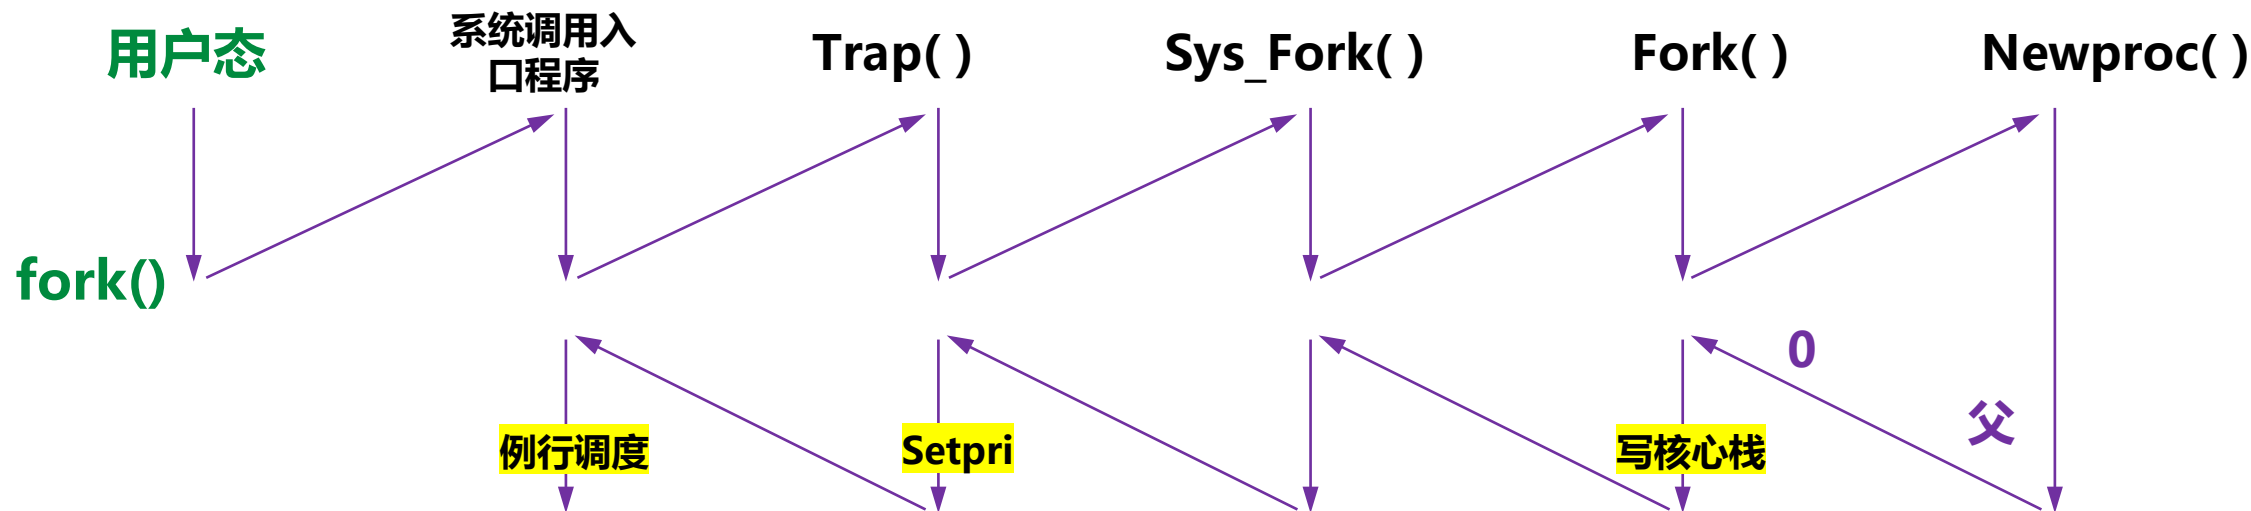 用户态
系统调用入
口程序
Trap( )
Sys_Fork( )
Fork( )
Newproc( )
fork()
0
父
例行调度
Setpri
写核心栈